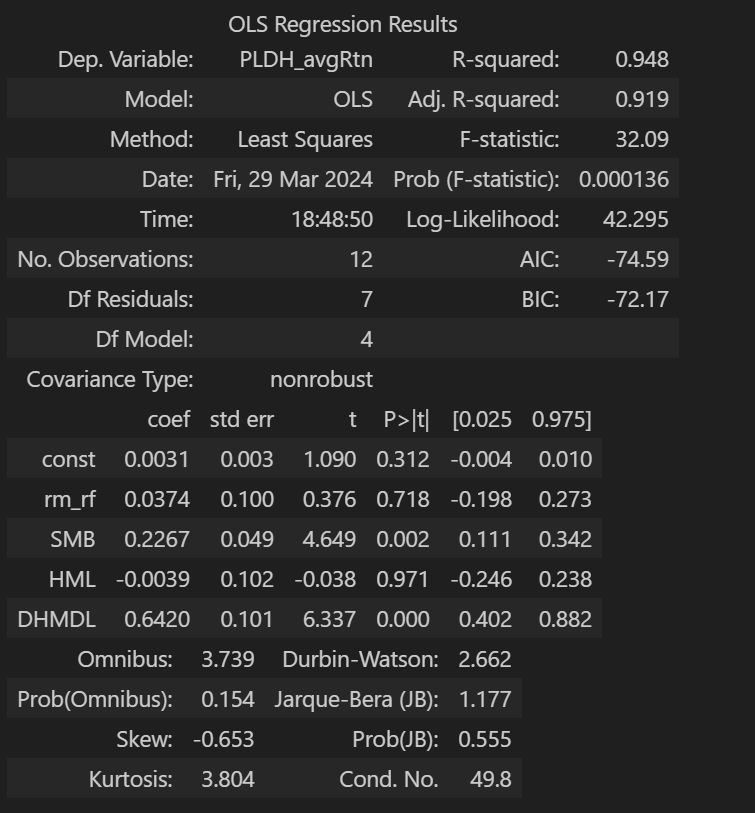 OLS Regression Results
Dep. Variable: PLDH_avgRtn R-squared: 0.948
Model: OLS Adj. R-squared: 0.919
Method: Least Squares F-statistic: 32.09
Date: Fri, 29 Mar 2024 Prob (F-statistic): 0.000136
Time: 18:48:50 Log-Likelihood: 42.295
No. Observations: 12 AIC: -74.59
Df Residuals: 7 BIC: -72.17
Df Model: 4
Covariance Type: nonrobust
coef std err t P>|t| [0.025 0.975]
const 0.0031 0.003 1.090 0.312 -0.004 0.010
rm_rf 0.0374 0.100 0.376 0.718 -0.198 0.273
SMB 0.2267 0.049 4.649 0.002 0.111 0.342
HML -0.0039 0.102 -0.038 0.971 -0.246 0.238
DHMDL 0.6420 0.101 6.337 0.000 0.402 0.882
Omnibus: 3.739 Durbin-Watson: 2.662
Prob(Omnibus): 0.154 Jarque-Bera (JB): 1.177
Skew: -0.653 Prob(JB): 0.555
Kurtosis: 3.804 Cond. No. 49.8